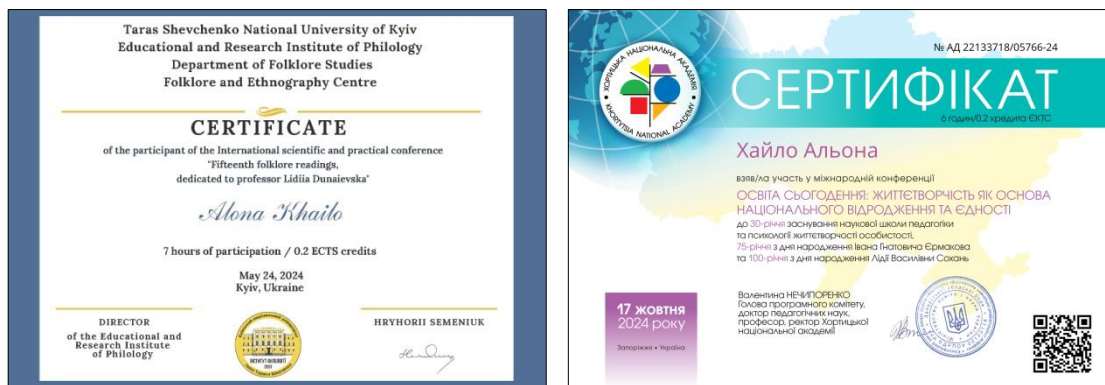 Taras Shevchenko National University of Kyiv
Educational and Research Institute of Philology
Department of Folklore Studies
Folklore and Ethnography Centre
CERTIFICATE
of the participant of the International scientific and practical conference
"Fifteenth folklore readings,
dedicated to professor Lidiia Dunaievska"
Alona Khailo
7 hours of participation / 0.2 ECTS credits
May 24, 2024
Kyiv, Ukraine
DIRECTOR
of the Educational and
Research Institute
of Philology
HRYHORII SEMENIUK
ХОРТИЦЬКА НАЦІОНАЛЬНА АКАДЕМІЯ
KHORTYTSIA NATIONAL ACADEMY
№ АД 22133718/05766-24
СЕРТИФІКАТ
6 годин/0.2 кредита ЄКТС
Хайло Альона
взяв/ла участь у міжнародній конференції
ОСВІТА СЬОГОДЕННЯ: ЖИТТЄТВОРЧІСТЬ ЯК ОСНОВА
НАЦІОНАЛЬНОГО ВІДРОДЖЕННЯ ТА ЄДНОСТІ
до 30-річчя заснування наукової школи педагогіки
та психології життєтворчості особистості,
75-річчя з дня народження Івана Гнатовича Єрмакова
та 100-річчя з дня народження Лідії Василівни Сохань
17 жовтня
2024 року
Запоріжжя • Україна
Валентина НЕЧИПОРЕНКО
Голова програмного комітету,
доктор педагогічних наук,
професор, ректор Хортицької
національної академії